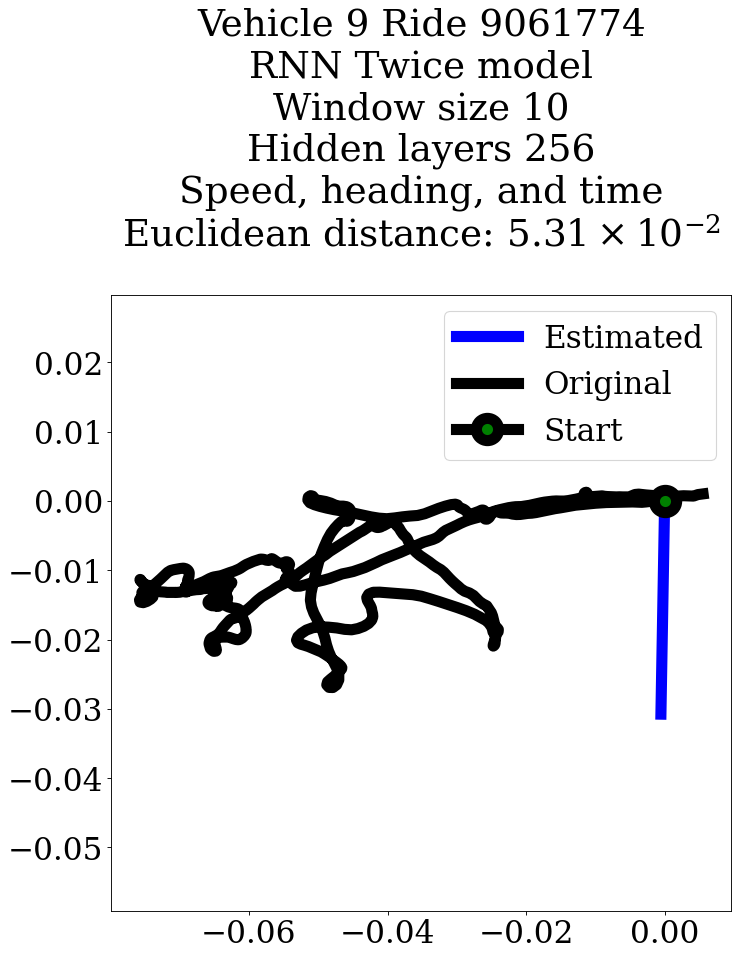 Vehicle 9 Ride 9061774
RNN Twice model
Window size 10
Hidden layers 256
Speed, heading, and time
Euclidean distance: 5.31 × 10⁻²
Estimated
Original
Start
0.02
0.01
0.00
−0.01
−0.02
−0.03
−0.04
−0.05
−0.06
−0.04
−0.02
0.00